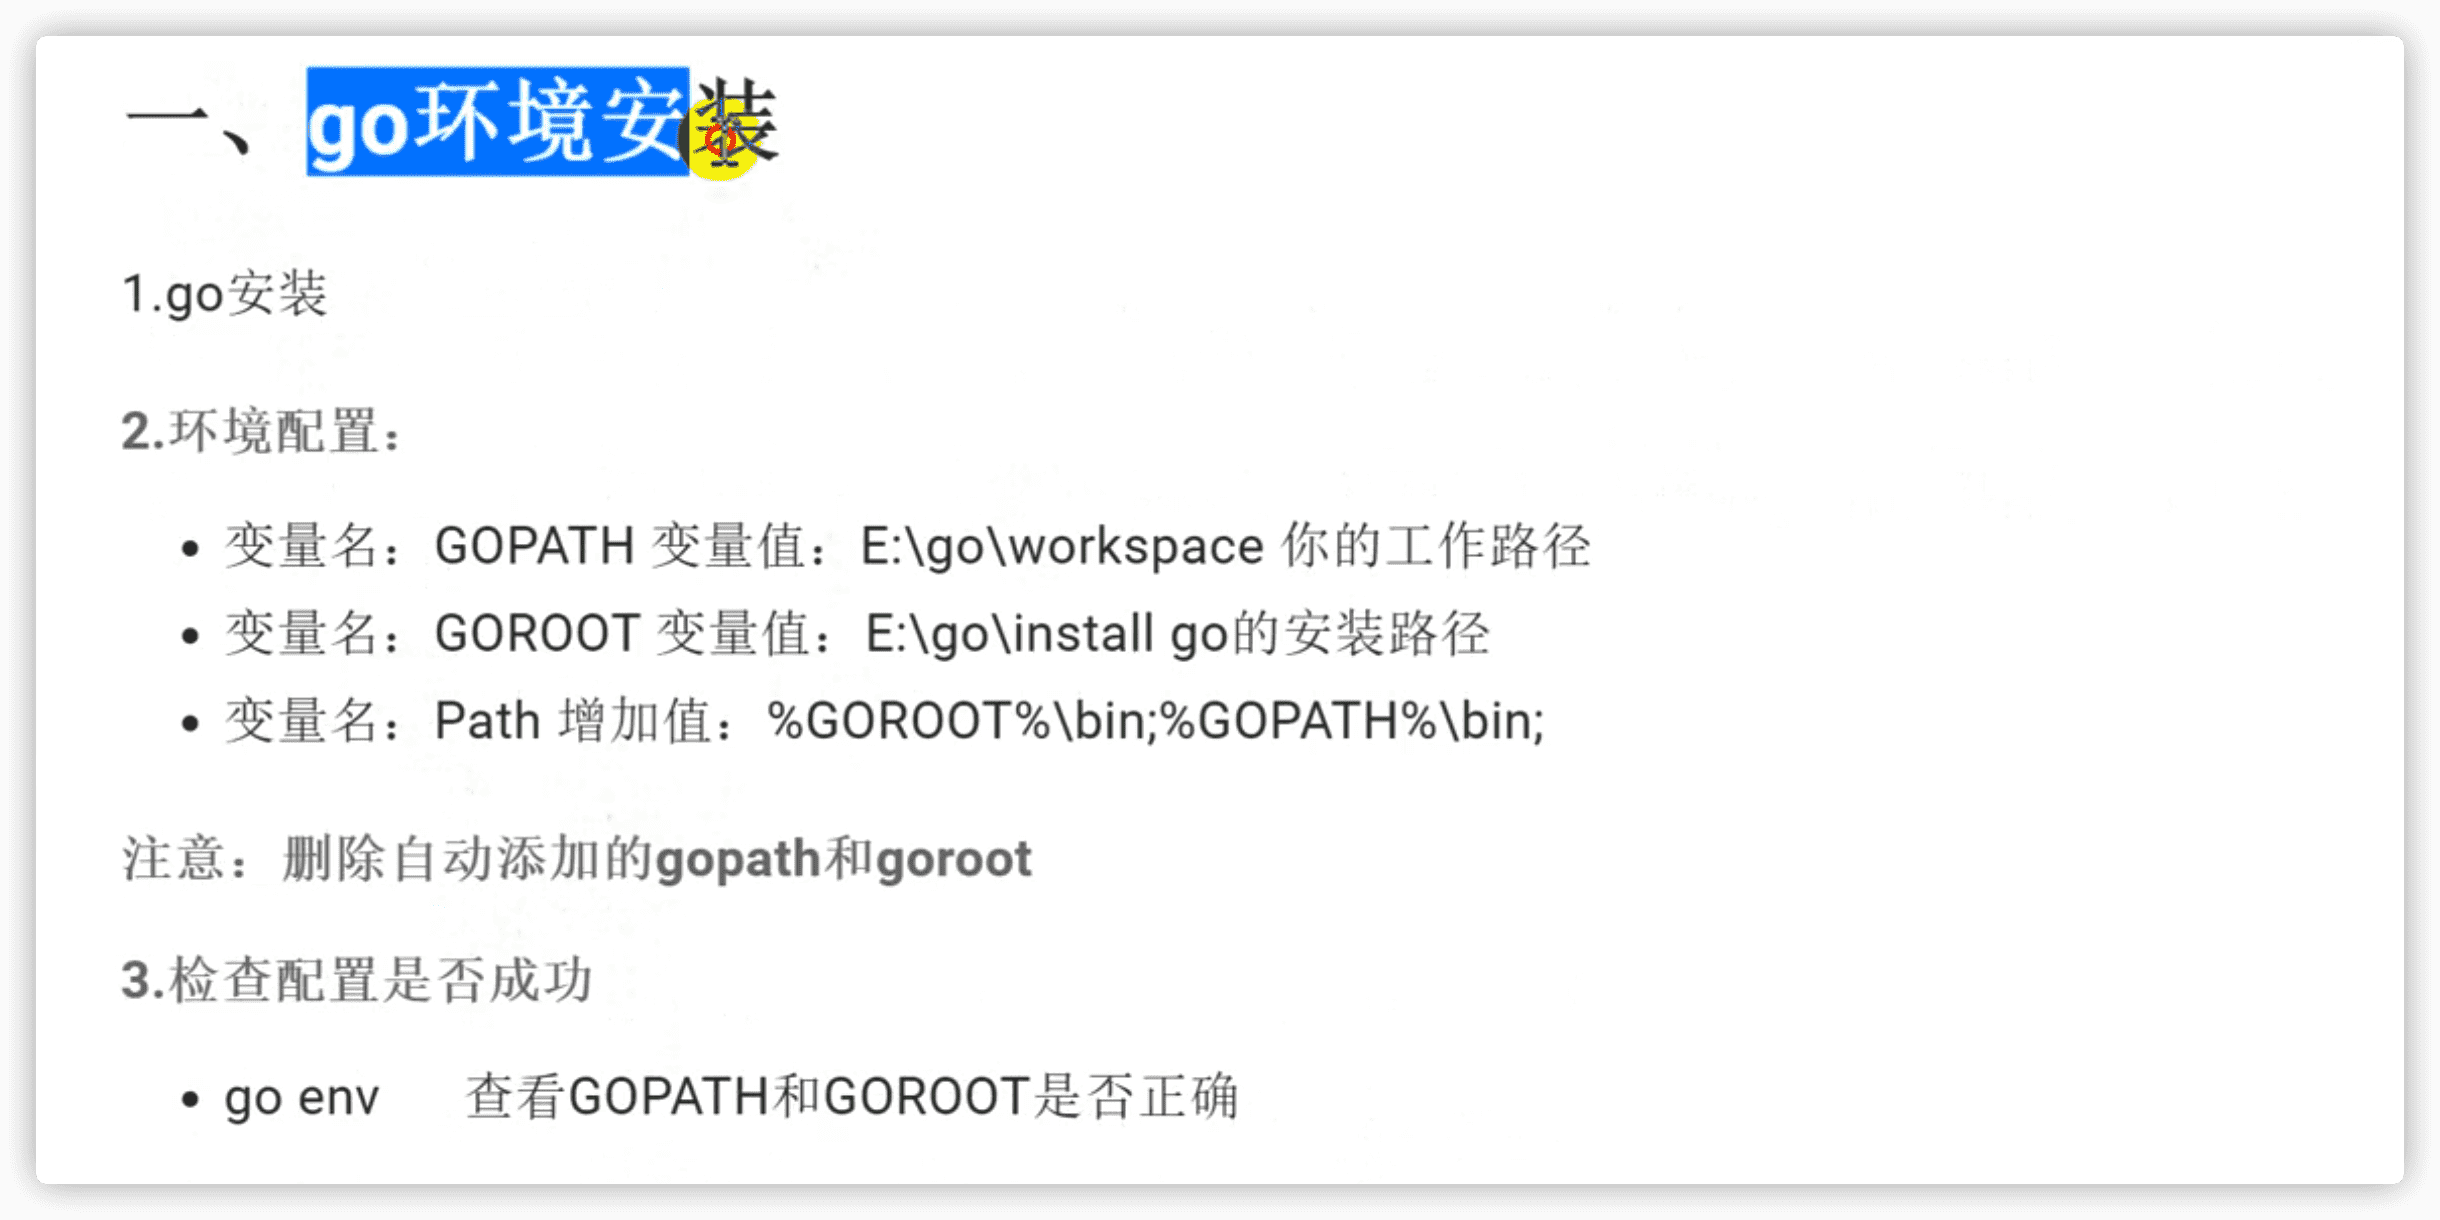 一、go环境安装
1.go安装
2.环境配置：
• 变量名：GOPATH 变量值：E:\go\workspace 你的工作路径
• 变量名：GOROOT 变量值：E:\go\install go的安装路径
• 变量名：Path 增加值：%GOROOT%\bin;%GOPATH%\bin;
注意：删除自动添加的gopath和goroot
3.检查配置是否成功
• go env 查看GOPATH和GOROOT是否正确